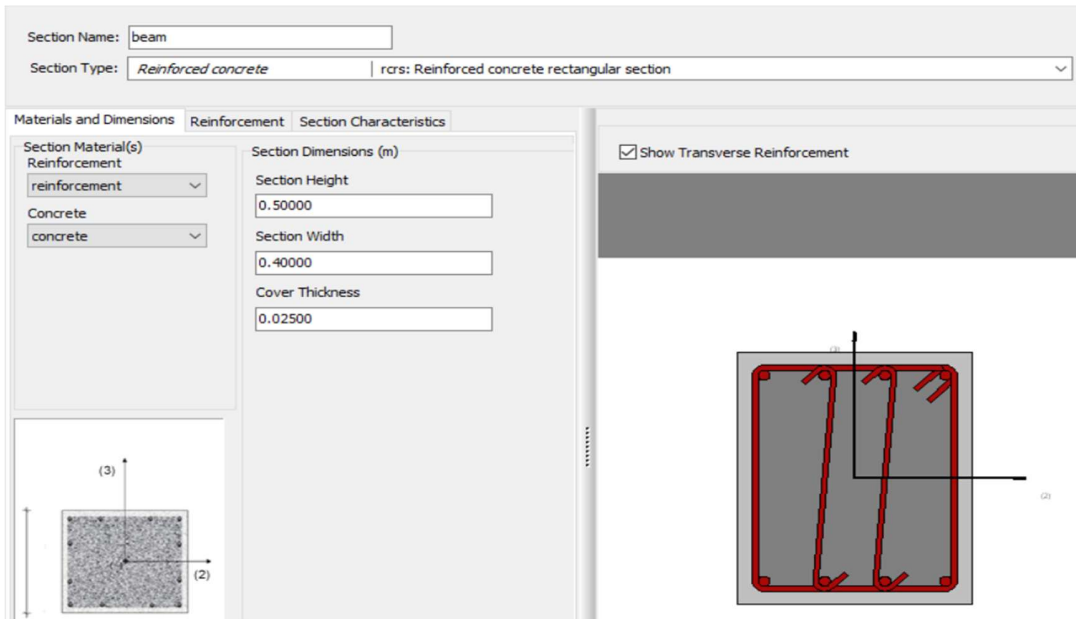 Section Name: beam
Section Type: Reinforced concrete rcrs: Reinforced concrete rectangular section
Materials and Dimensions Reinforcement Section Characteristics
Section Material(s)
Reinforcement
reinforcement
Concrete
concrete
Section Dimensions (m)
Section Height
0.50000
Section Width
0.40000
Cover Thickness
0.02500
Show Transverse Reinforcement
(3)
(2)
(3)
(2)